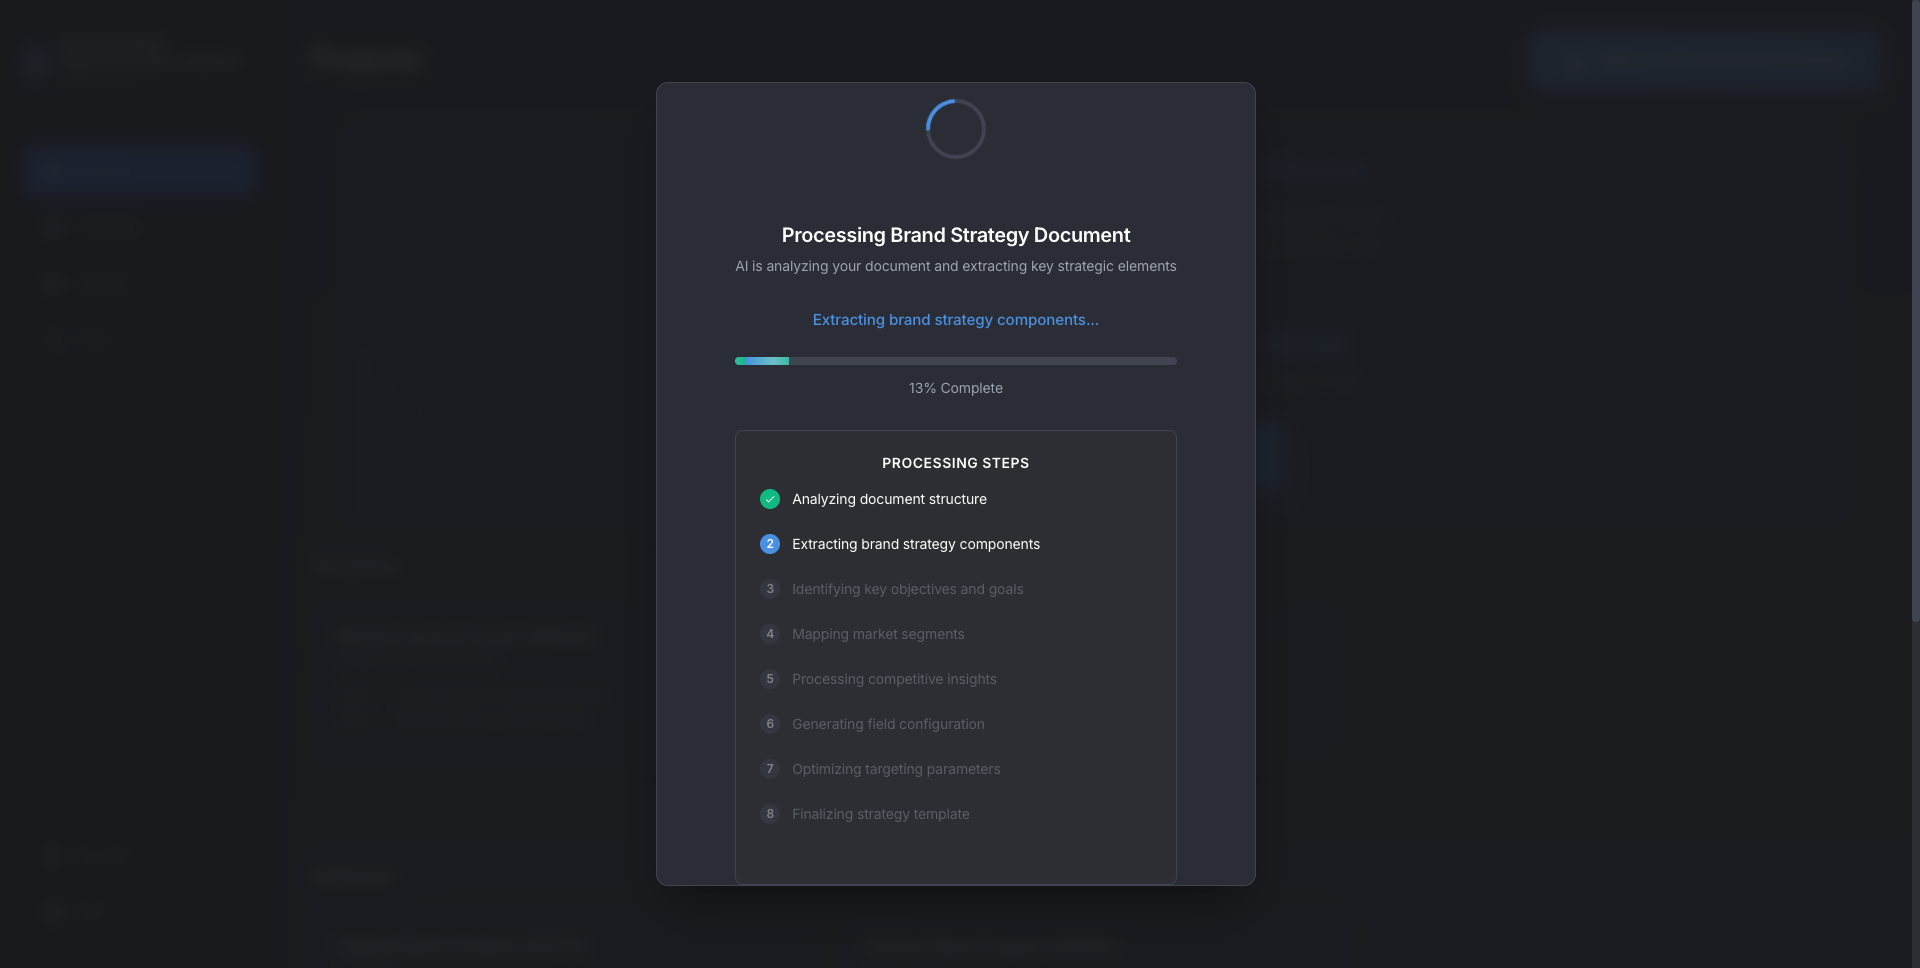 Processing Brand Strategy Document
AI is analyzing your document and extracting key strategic elements
Extracting brand strategy components...
13% Complete
PROCESSING STEPS
Analyzing document structure
2 Extracting brand strategy components
3 Identifying key objectives and goals
4 Mapping market segments
5 Processing competitive insights
6 Generating field configuration
7 Optimizing targeting parameters
8 Finalizing strategy template